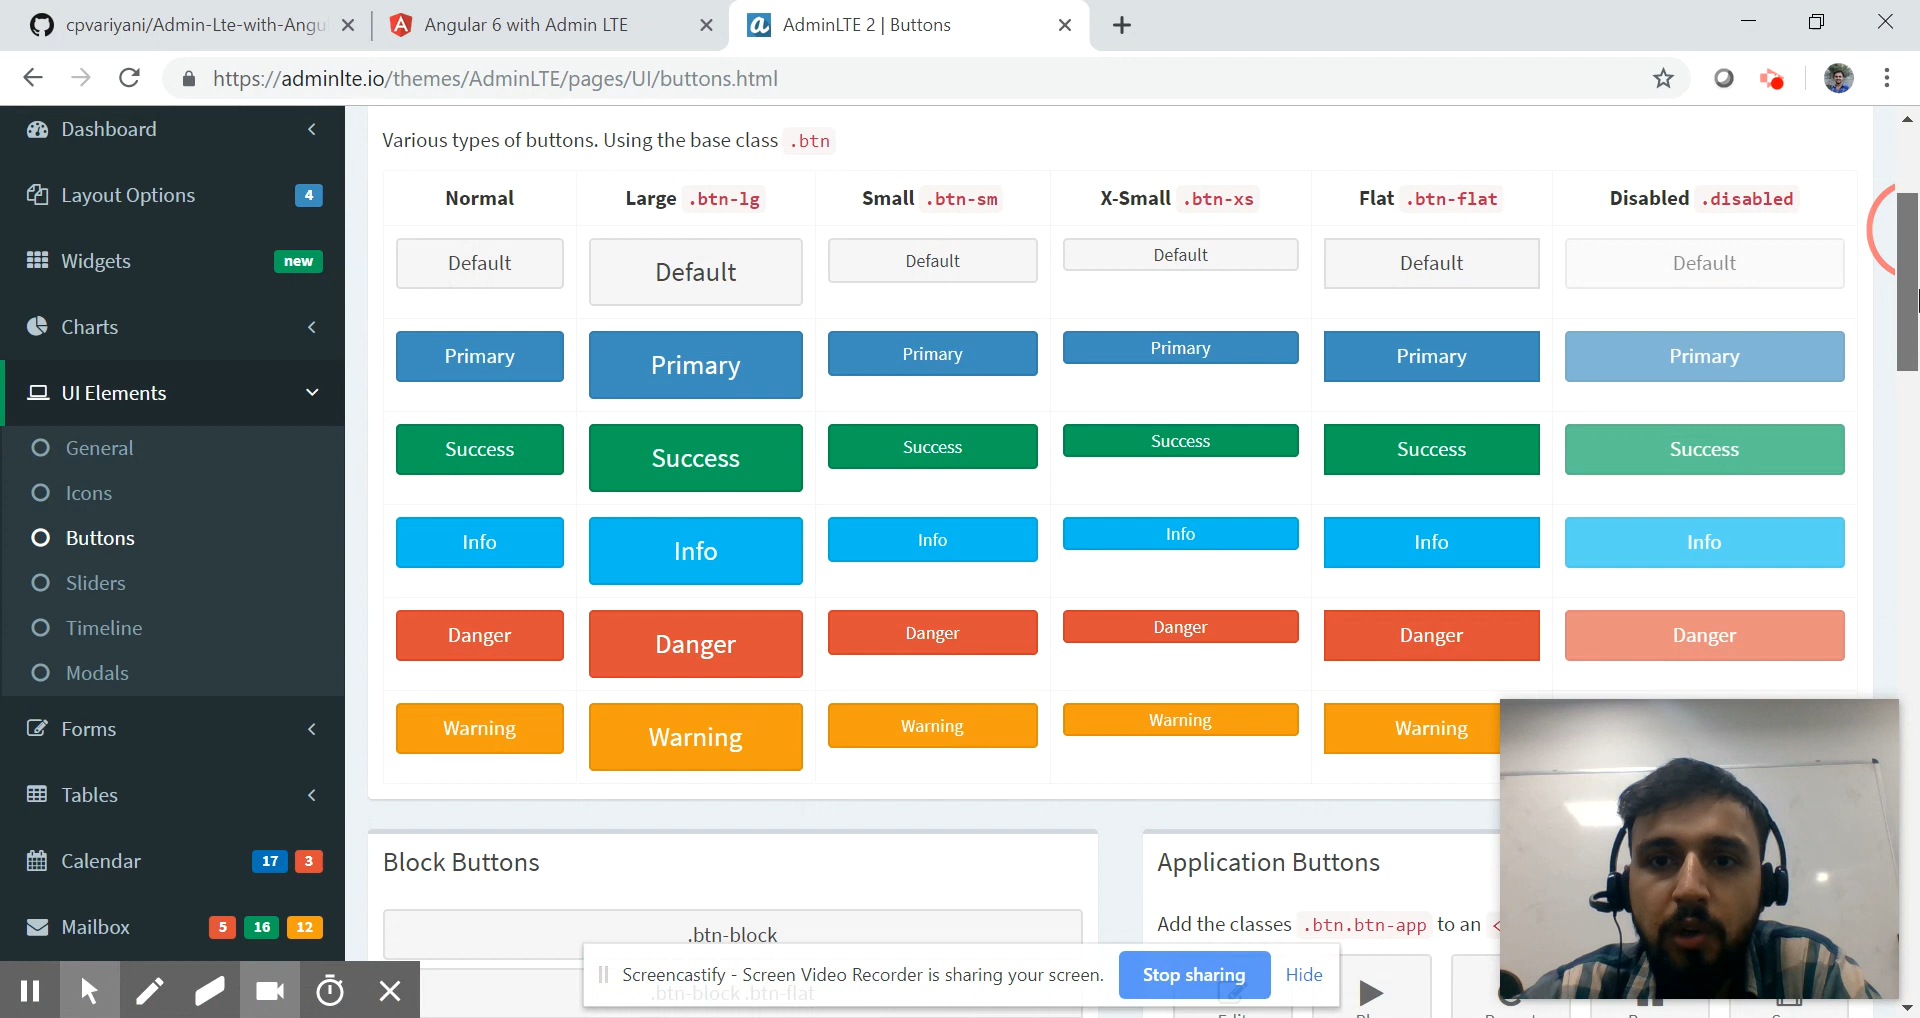 cpvariyani/Admin-Lte-with-Angu
Angular 6 with Admin LTE
AdminLTE 2 | Buttons
https://adminlte.io/themes/AdminLTE/pages/UI/buttons.html
Dashboard
Layout Options 4
Widgets new
Charts
UI Elements
General
Icons
Buttons
Sliders
Timeline
Modals
Forms
Tables
Calendar 17 3
Mailbox 5 16 12
Various types of buttons. Using the base class .btn
Normal Large .btn-lg Small .btn-sm X-Small .btn-xs Flat .btn-flat Disabled .disabled
Default Default Default Default Default Default
Primary Primary Primary Primary Primary Primary
Success Success Success Success Success Success
Info Info Info Info Info Info
Danger Danger Danger Danger Danger Danger
Warning Warning Warning Warning Warning
Block Buttons
.btn-block
.btn-block .btn-flat
Application Buttons
Add the classes .btn.btn-app to an <
Screencastify - Screen Video Recorder is sharing your screen. Stop sharing Hide